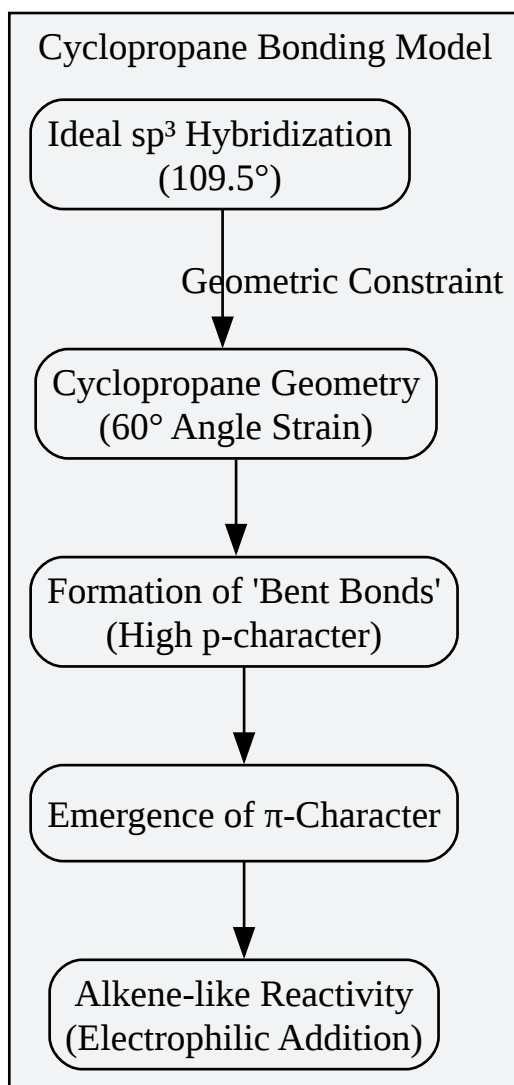 Cyclopropane Bonding Model
Ideal sp³ Hybridization
(109.5°)
Geometric Constraint
Cyclopropane Geometry
(60° Angle Strain)
Formation of 'Bent Bonds'
(High p-character)
Emergence of π-Character
Alkene-like Reactivity
(Electrophilic Addition)